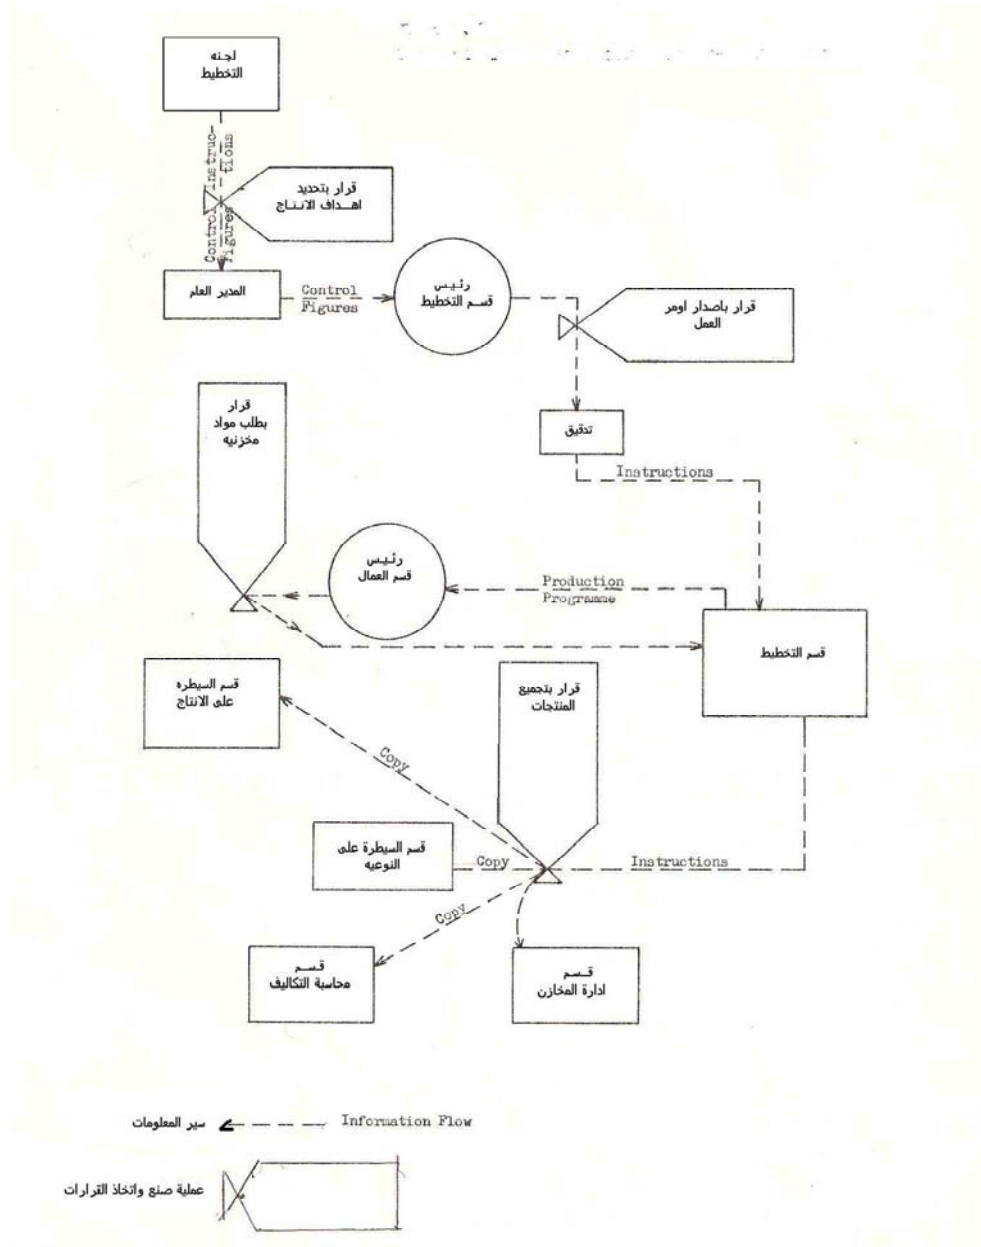 لجنه
التخطيط
Control Instruc-
Figures tions
قرار بتحديد
اهداف الانتاج
المدير العام
Control
Figures
رئيس
قسم التخطيط
قرار باصدار اومر
العمل
تدقيق
Instructions
قرار
بطلب مواد
مخزنيه
رئيس
قسم العمال
Production
Programme
قسم التخطيط
قسم السيطره
على الانتاج
قرار بتجميع
المنتجات
Copy
قسم السيطرة على
النوعيه
Copy
Instructions
Copy
قسم
محاسبة التكاليف
قسم
ادارة المخازن
سير المعلومات
Information Flow
عملية صنع واتخاذ القرارات